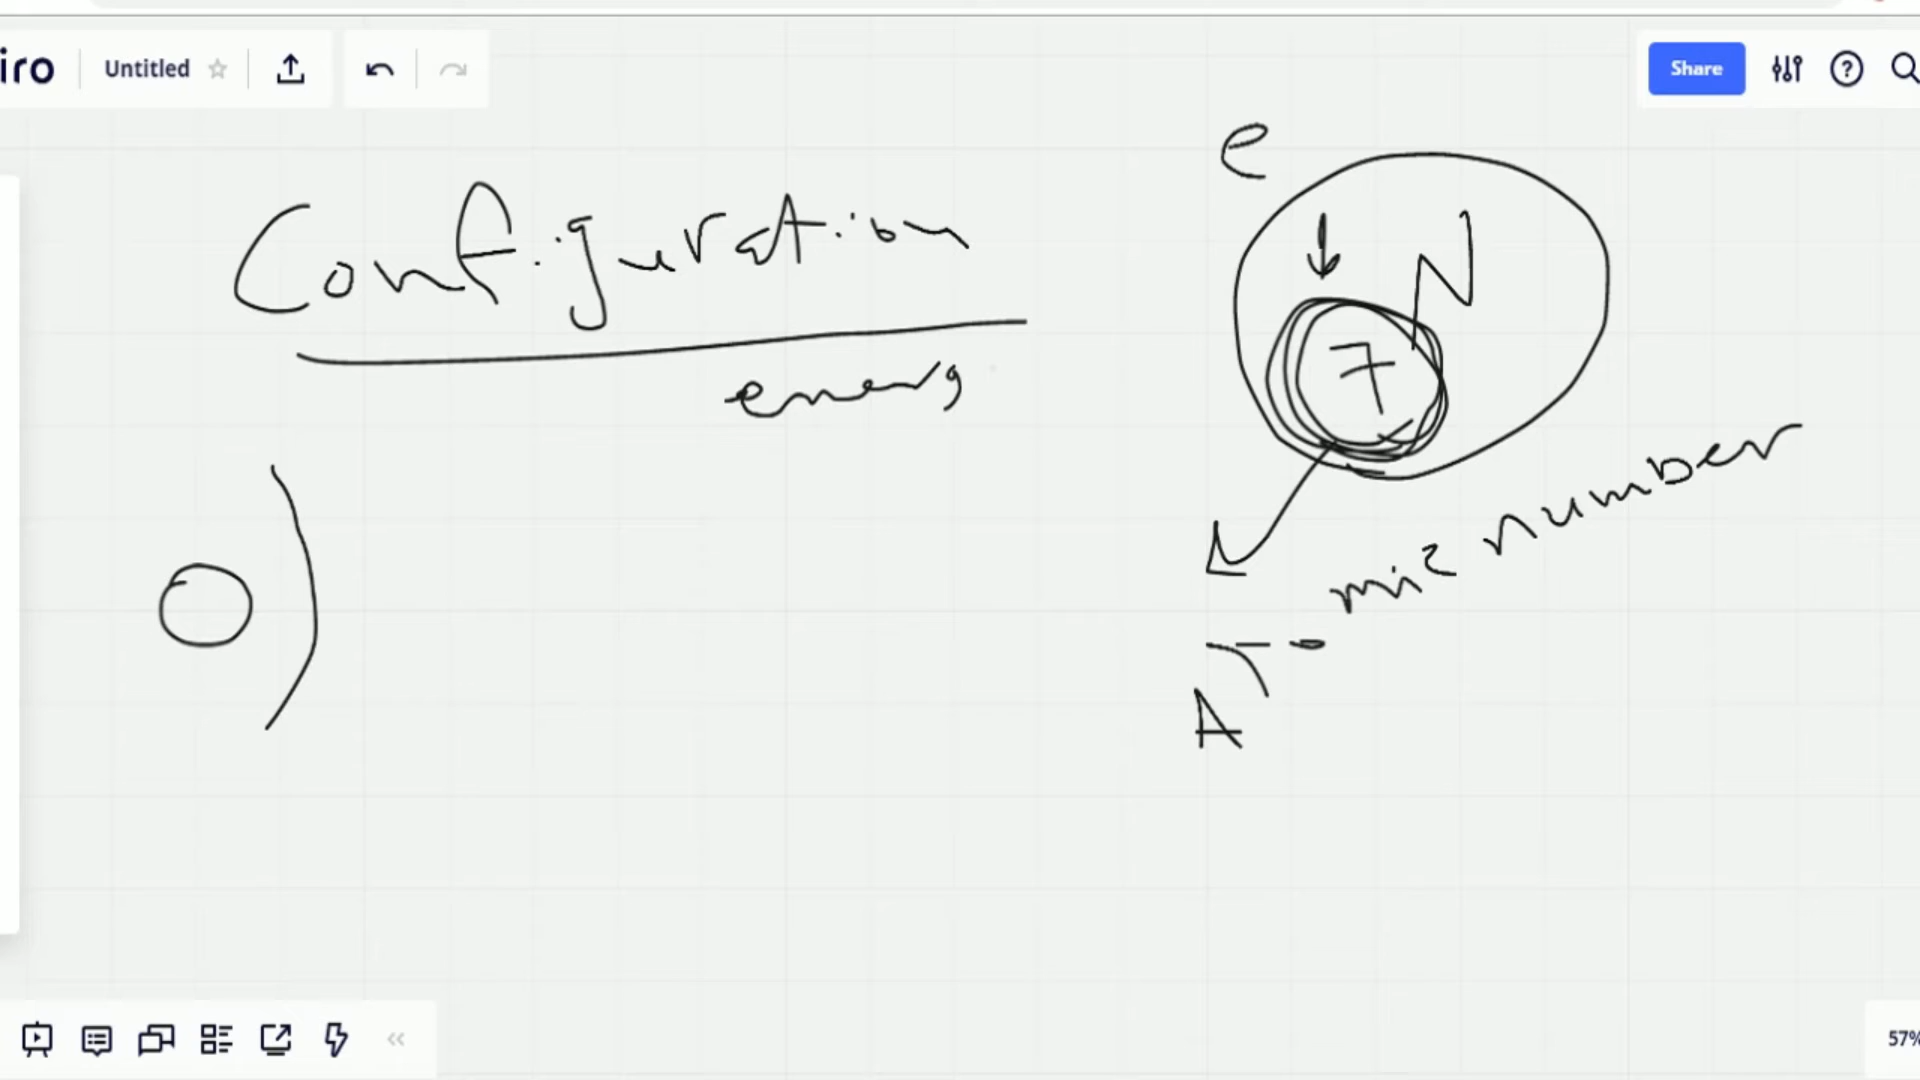 iro Untitled
Share
e
Configuration
N
7
energ
Atomic number
57%